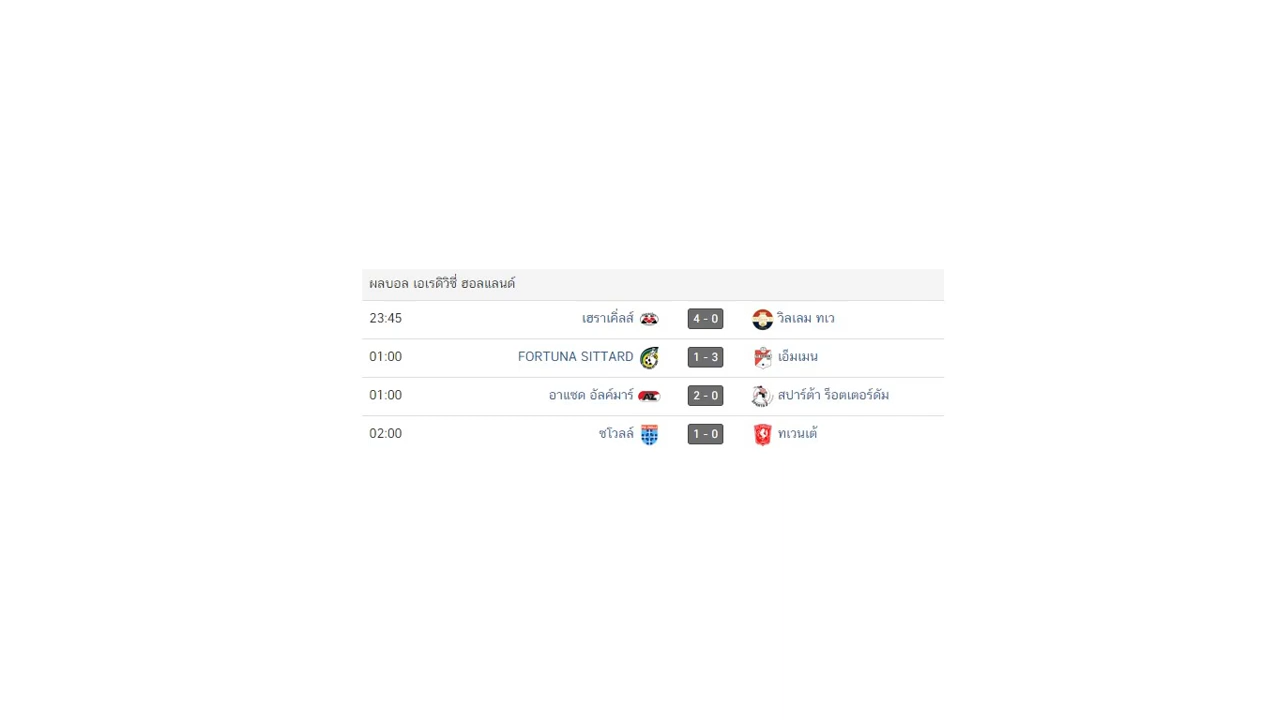 ผลบอล เอเรดิวิซี่ ฮอลแลนด์
23:45 เฮราเคิ่ลส์ 4 - 0 วิลเลม ทเว
01:00 FORTUNA SITTARD 1 - 3 เอ็มเมน
01:00 อาแซด อัลค์มาร์ AZ 2 - 0 สปาร์ต้า ร็อตเตอร์ดัม
02:00 ซโวลล์ 1 - 0 ทเวนเต้